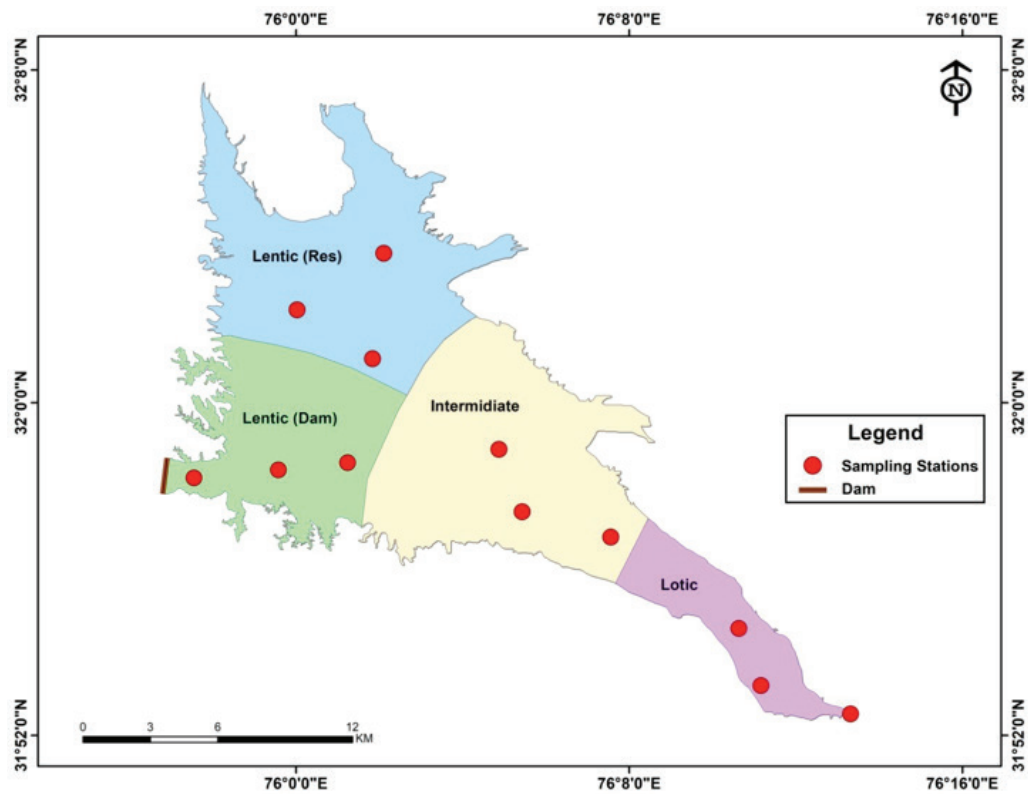 76°0'0"E
76°8'0"E
76°16'0"E
32°8'0"N
32°8'0"N
N
Lentic (Res)
32°0'0"N
32°0'0"N
Intermidiate
Lentic (Dam)
Legend
Sampling Stations
Dam
Lotic
31°52'0"N
31°52'0"N
0
3
6
12
KM
76°0'0"E
76°8'0"E
76°16'0"E